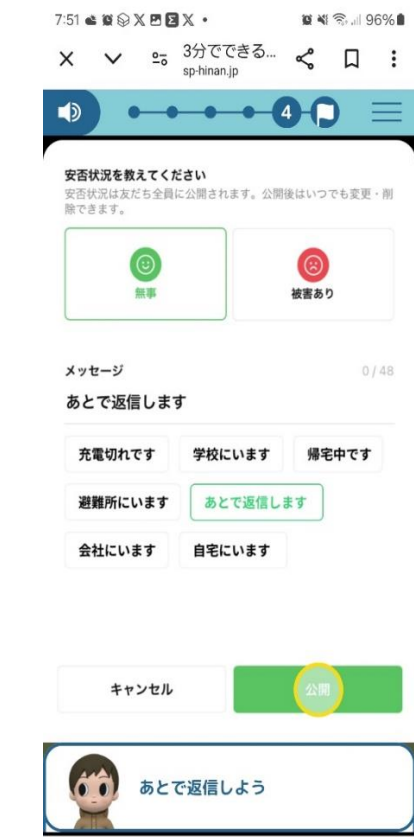 7:51
96%
3分でできる...
sp-hinan.jp
4
安否状況を教えてください
安否状況は友だち全員に公開されます。公開後はいつでも変更・削
除できます。
無事
被害あり
メッセージ
0 / 48
あとで返信します
充電切れです
学校にいます
帰宅中です
避難所にいます
あとで返信します
会社にいます
自宅にいます
キャンセル
公開
あとで返信しよう